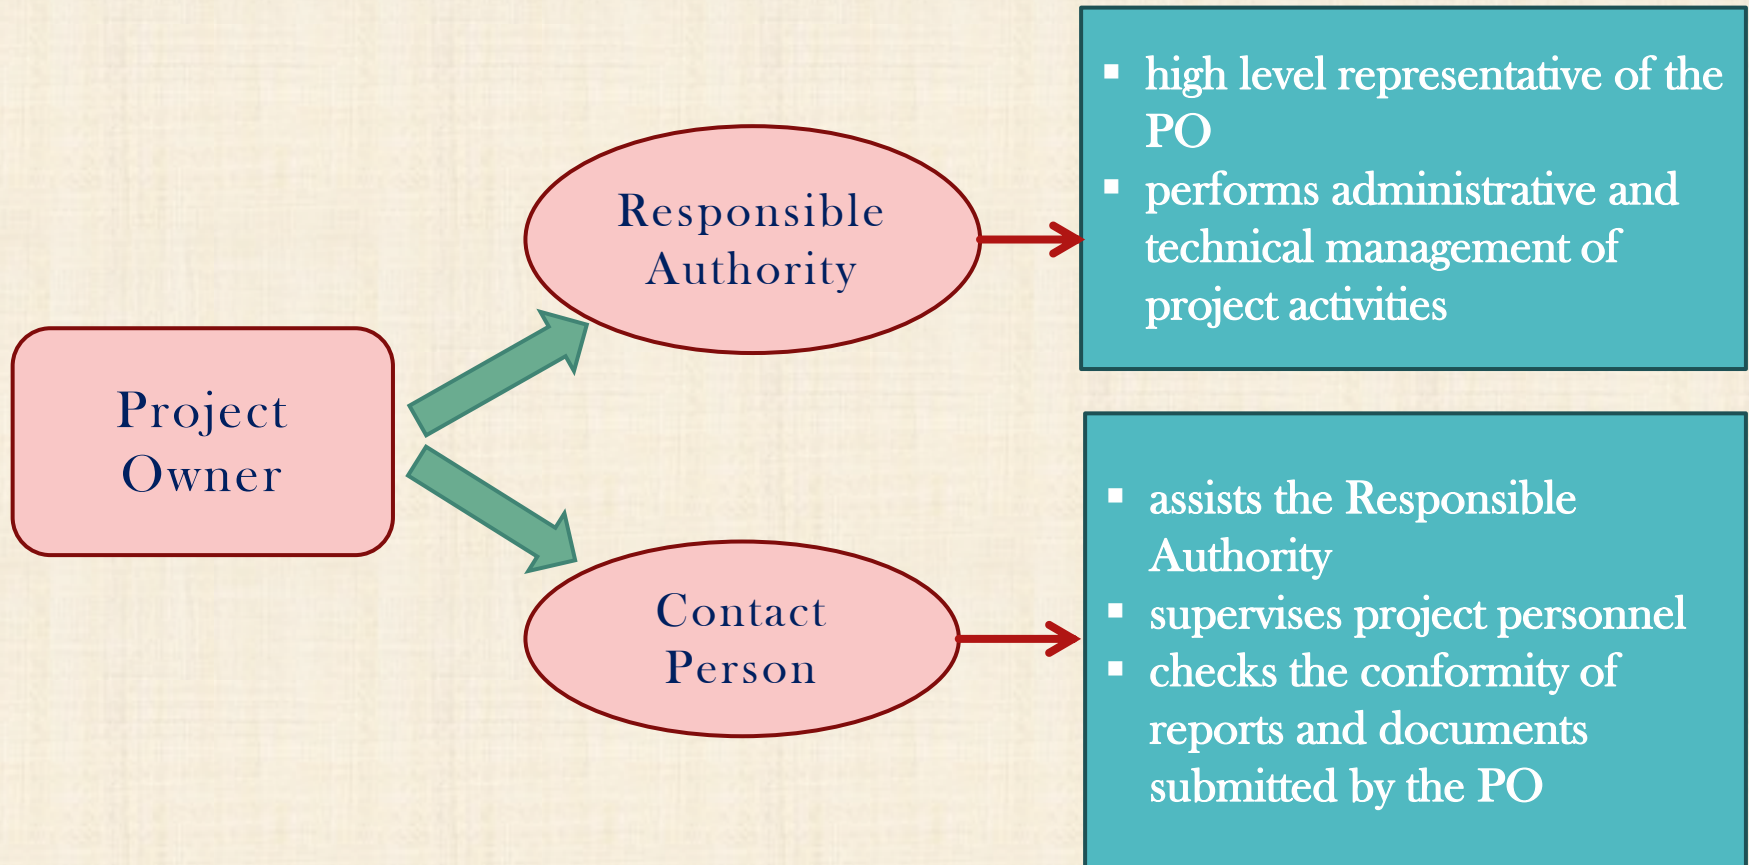 Project
Owner
Responsible
Authority
▪ high level representative of the
PO
▪ performs administrative and
technical management of
project activities
Contact
Person
▪ assists the Responsible
Authority
▪ supervises project personnel
▪ checks the conformity of
reports and documents
submitted by the PO